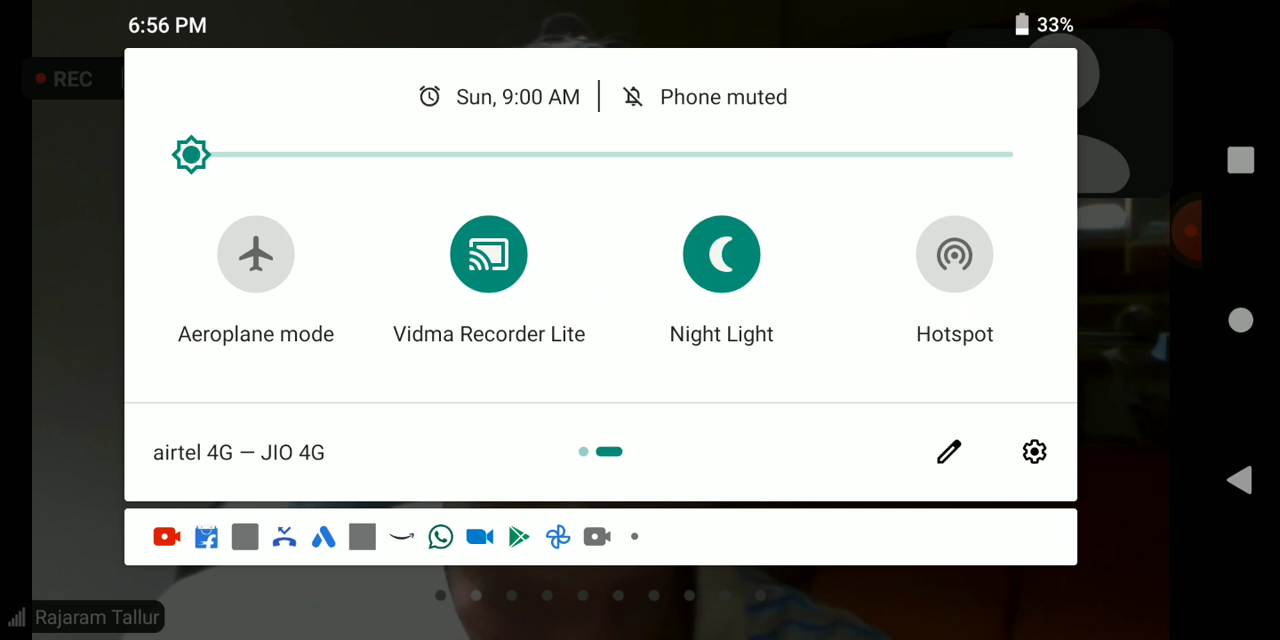 6:56 PM
33%
REC
Sun, 9:00 AM
Phone muted
Aeroplane mode
Vidma Recorder Lite
Night Light
Hotspot
airtel 4G — JIO 4G
Rajaram Tallur